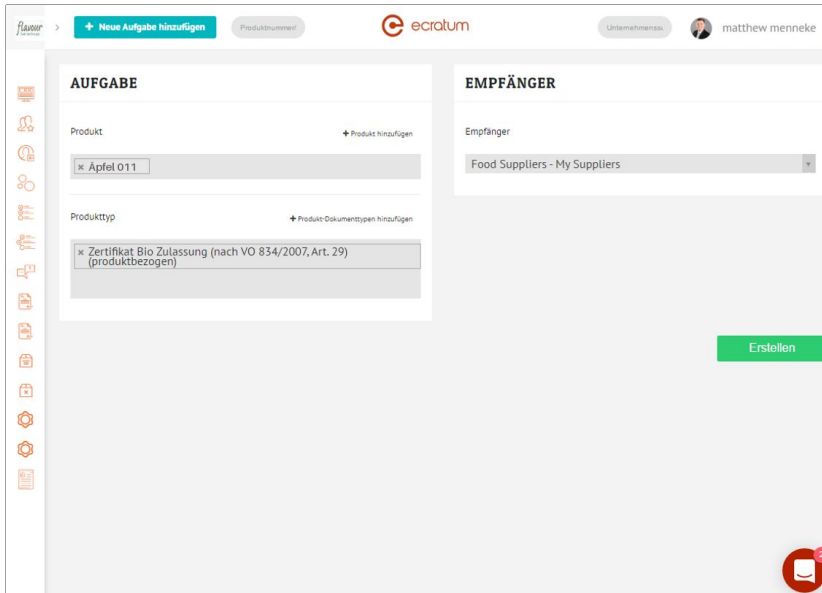 flavour
+ Neue Aufgabe hinzufügen
Produktnummer
ecratum
matthew menneke
AUFGABE
EMPFÄNGER
Produkt
+ Produkt hinzufügen
Empfänger
× Äpfel 011
Food Suppliers - My Suppliers
Produkttyp
+ Produkt-Dokumenttypen hinzufügen
× Zertifikat Bio Zulassung (nach VO 834/2007, Art. 29)
(produktbezogen)
Erstellen